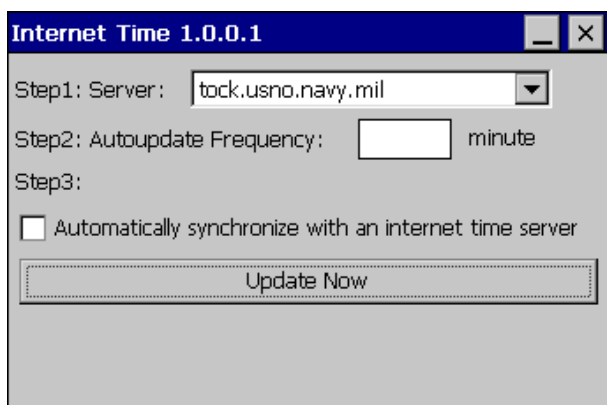 Internet Time 1.0.0.1
Step1: Server: tock.usno.navy.mil
Step2: Autoupdate Frequency: minute
Step3:
Automatically synchronize with an internet time server
Update Now